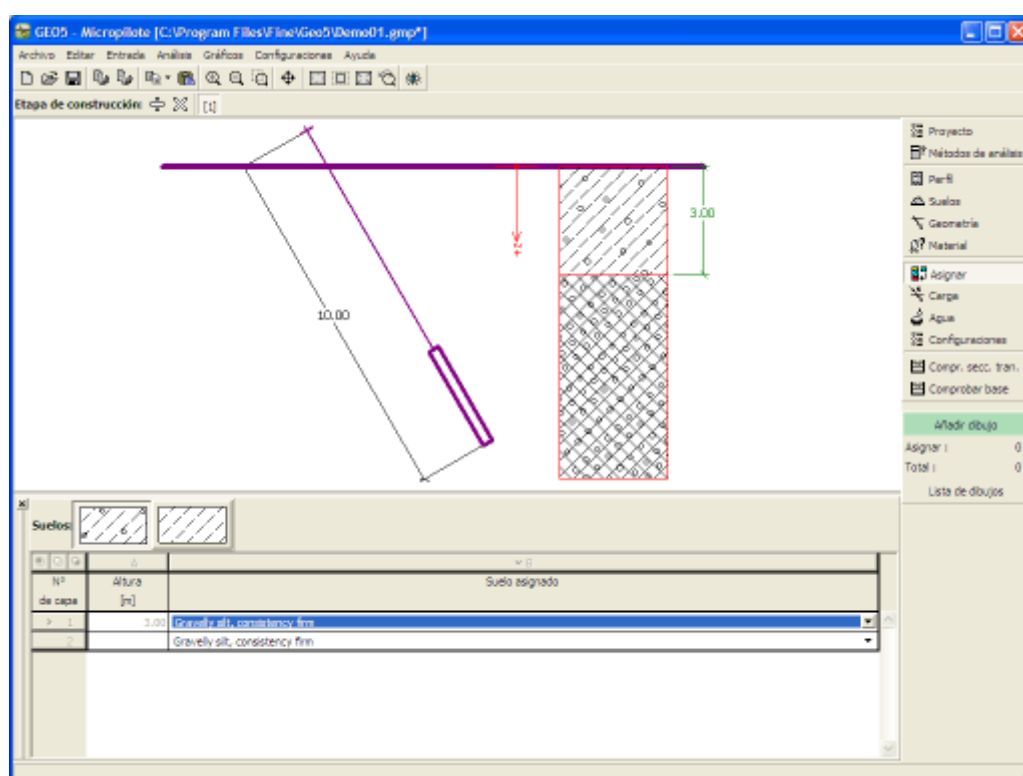 GEO5 - Micropilote [C:\Program Files\Fine\Geo5\Demo01.gmp*]
Archivo Editar Entrada Análisis Gráficos Configuraciones Ayuda
Etapa de construcción: [1]
Proyecto
Métodos de análisis
Perfil
Suelos
Geometría
Material
Asignar
Carga
Agua
Configuraciones
Compr. secc. tran.
Comprobar base
Añadir dibujo
Asignar : 0
Total : 0
Lista de dibujos
3.00
+z
10.00
Suelos:
Nº de capa
Altura [m]
Suelo asignado
1 3.00 Gravelly silt, consistency firm
2 Gravelly silt, consistency firm